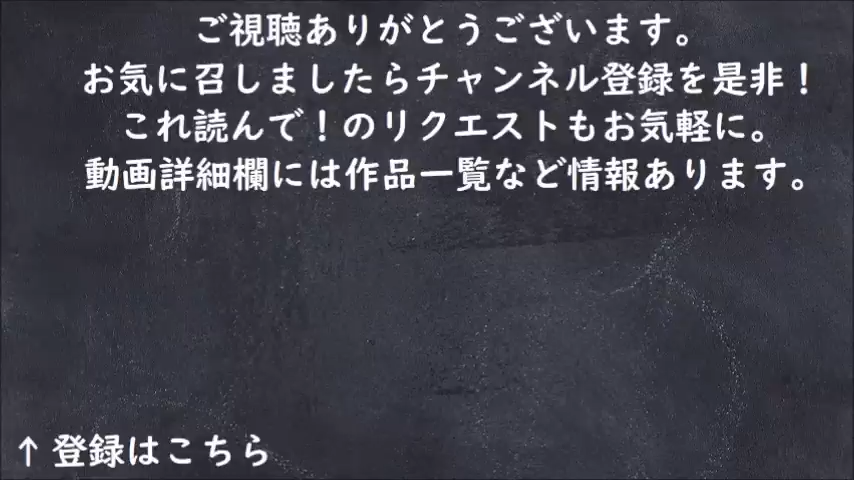 ご視聴ありがとうございます。
お気に召しましたらチャンネル登録を是非！
これ読んで！のリクエストもお気軽に。
動画詳細欄には作品一覧など情報あります。
↑登録はこちら